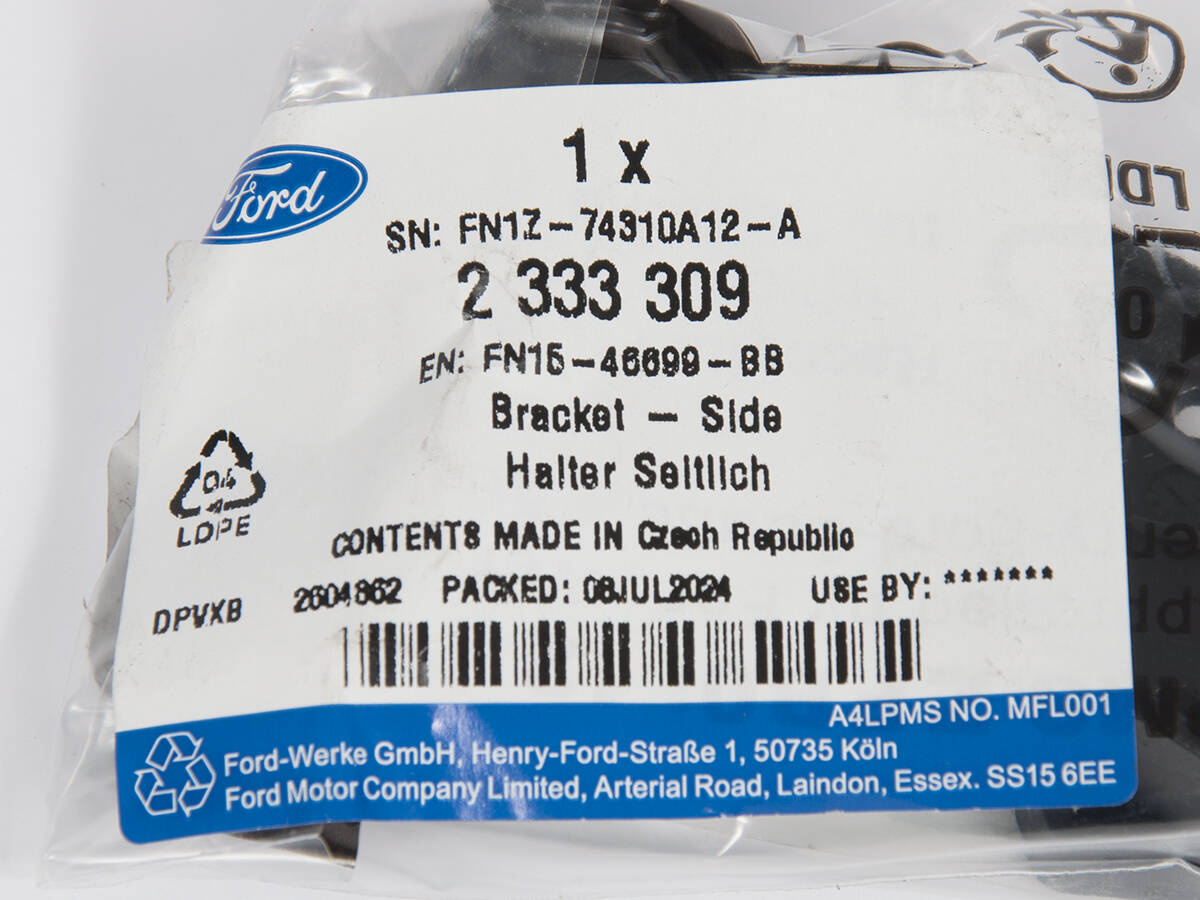 Ford
1 x
SN: FN1Z-74310A12-A
2 333 309
EN: FN15-46699-BB
Bracket - Side
Halter Seitlich
04
LDPE
CONTENTS MADE IN Czech Republic
DPVXB 2604862 PACKED: 08JUL2024 USE BY: *******
A4LPMS NO. MFL001
Ford-Werke GmbH, Henry-Ford-Straße 1, 50735 Köln
Ford Motor Company Limited, Arterial Road, Laindon, Essex. SS15 6EE